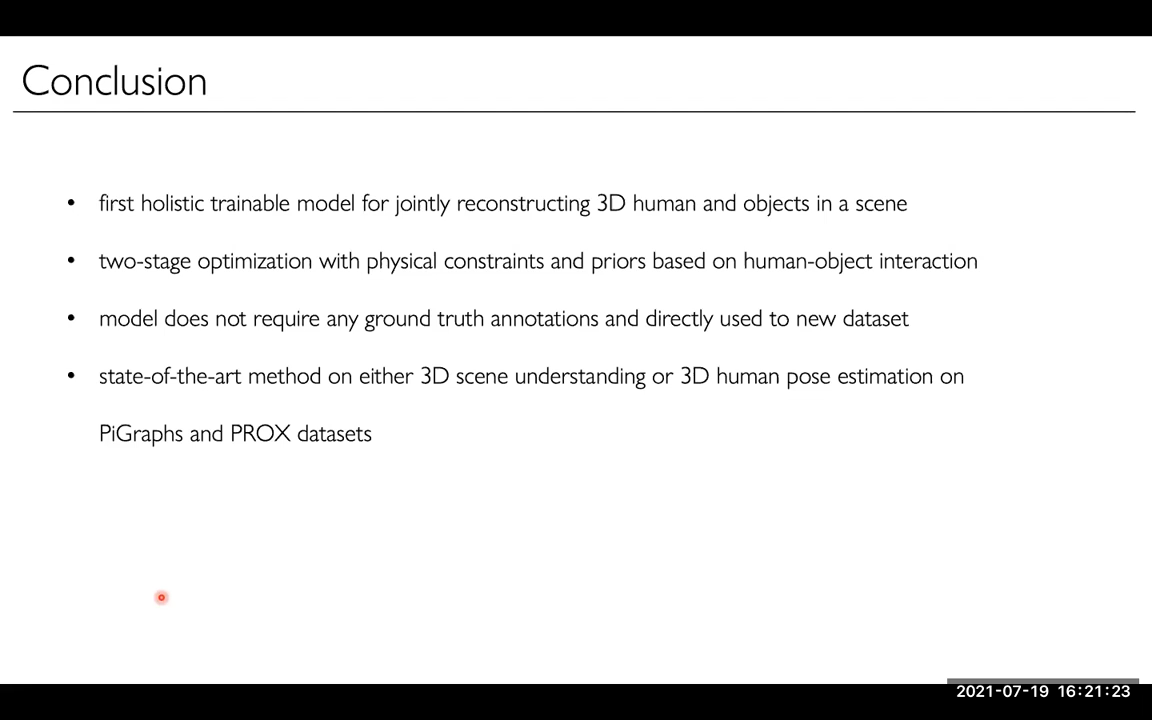 Conclusion
• first holistic trainable model for jointly reconstructing 3D human and objects in a scene
• two-stage optimization with physical constraints and priors based on human-object interaction
• model does not require any ground truth annotations and directly used to new dataset
• state-of-the-art method on either 3D scene understanding or 3D human pose estimation on
PiGraphs and PROX datasets
2021-07-19 16:21:23